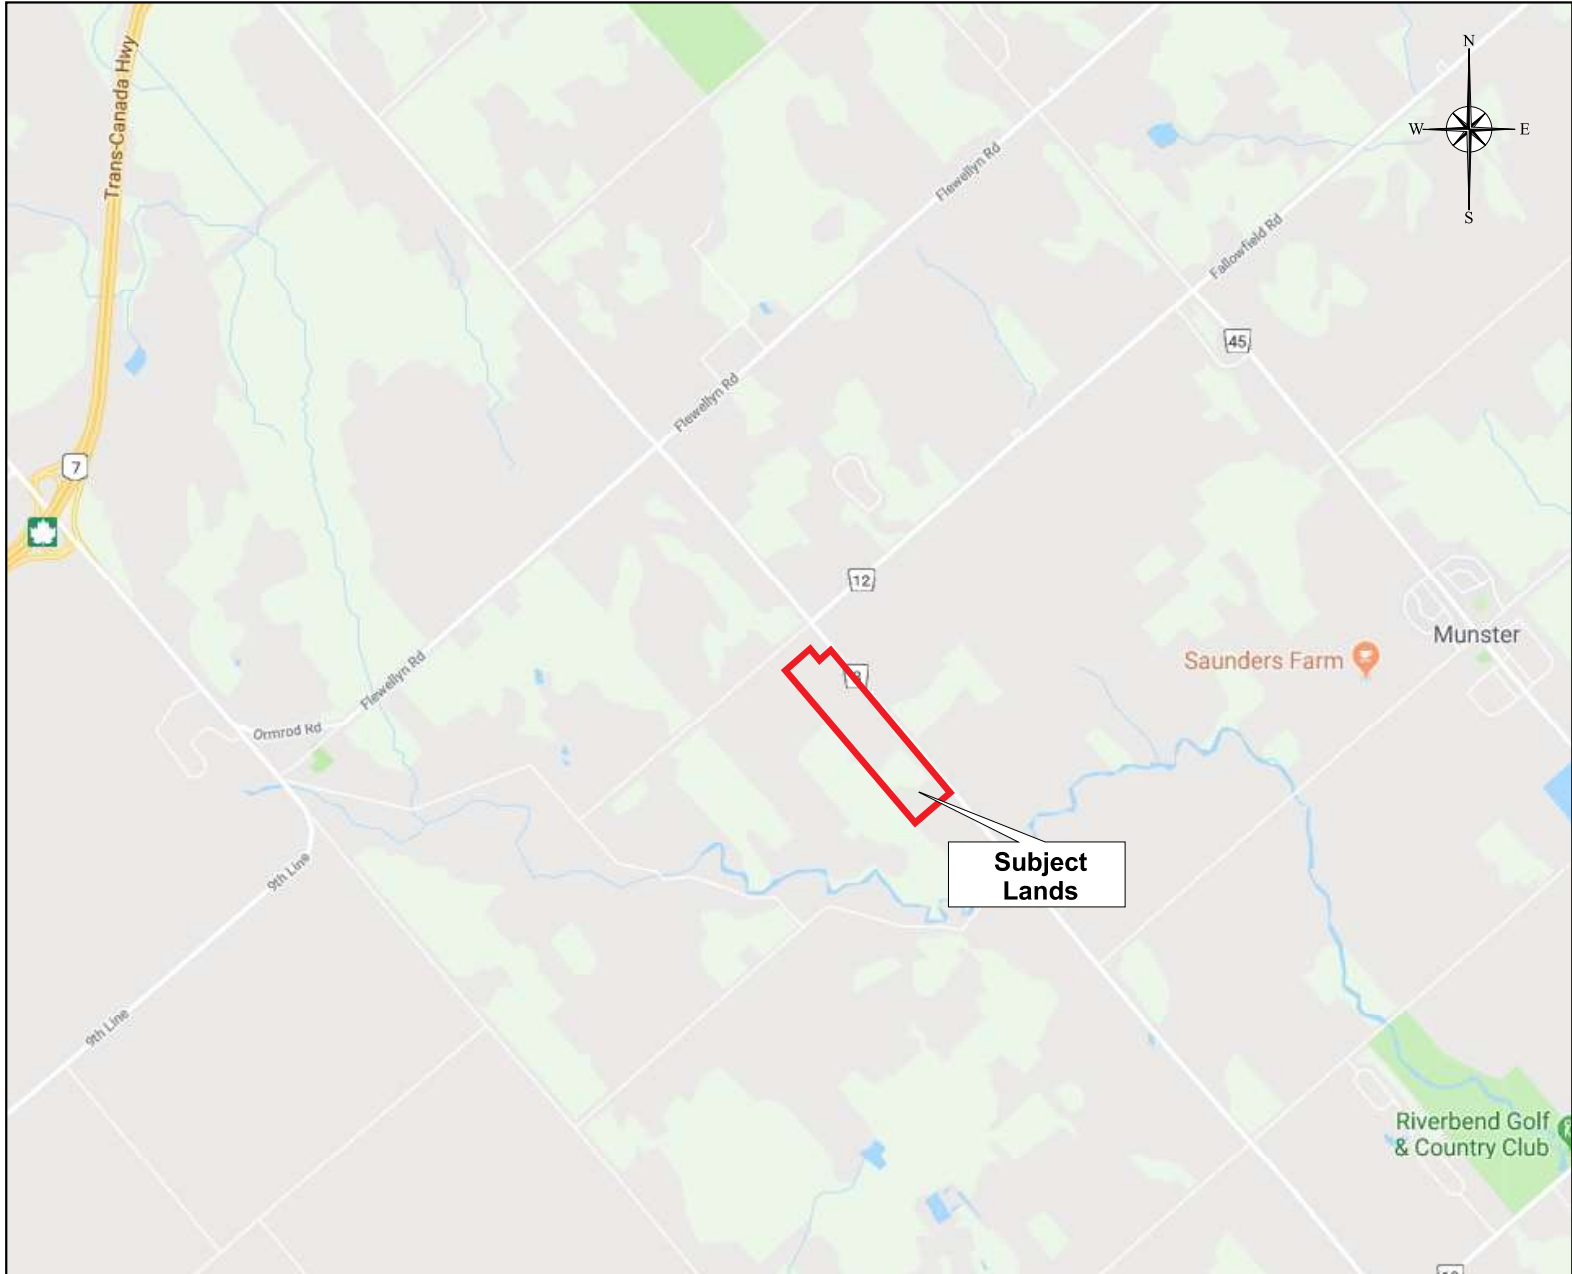 N
Trans-Canada Hwy
W
E
Flewellyn Rd
S
Fallowfield Rd
45
Flewellyn Rd
7
12
Munster
Saunders Farm
Flewellyn Rd
Ormrod Rd
Subject
Lands
9th Line
9th Line
Riverbend Golf
& Country Club